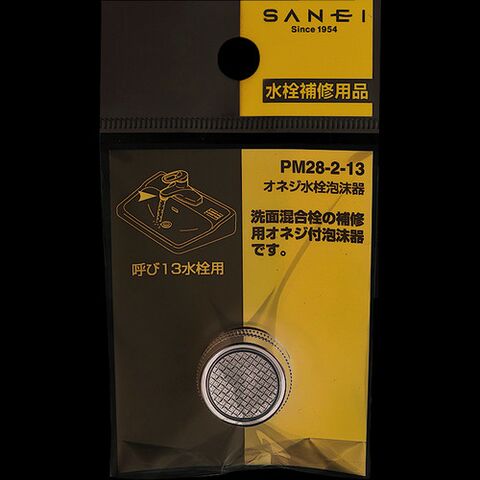 SANEI
Since 1954
水栓補修用品
PM28-2-13
オネジ水栓泡沫器
洗面混合栓の補修
用オネジ付泡沫器
です。
呼び13水栓用